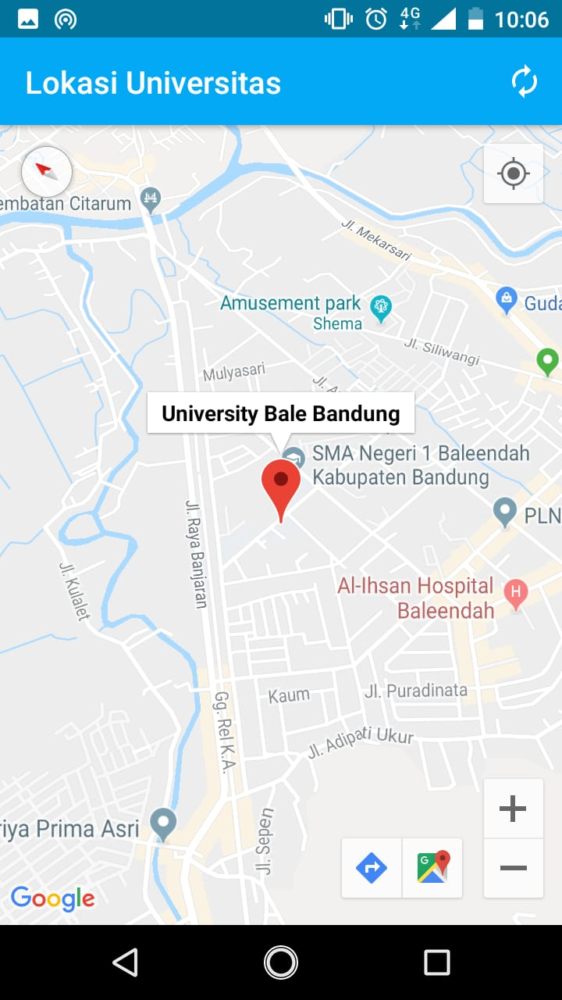 4G
10:06
Lokasi Universitas
embatan Citarum
Jl. Mekarsari
Amusement park
Shema
Guda
Jl. Siliwangi
Mulyasari
Jl. A
University Bale Bandung
SMA Negeri 1 Baleendah
Kabupaten Bandung
Jl. Raya Banjaran
PLN
Jl. Kulalet
Al-Ihsan Hospital
Baleendah
H
Kaum
Jl. Puradinata
Gg. Rel K.A.
Jl. Adipati Ukur
riya Prima Asri
Jl. Sepen
G
Google